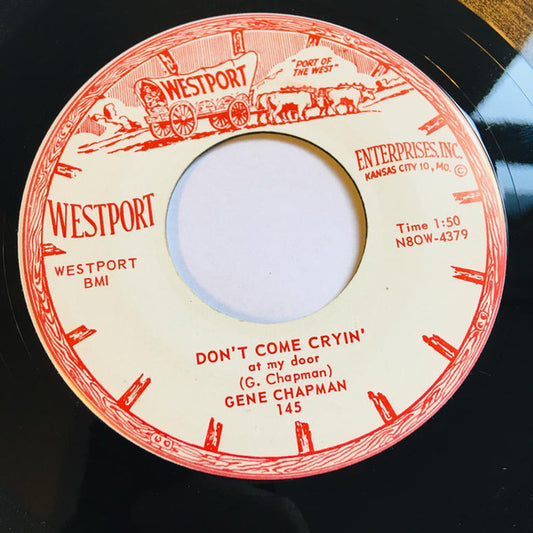 "PORT OF
THE WEST"
WESTPORT
WESTPORT
ENTERPRISES, INC.
KANSAS CITY 10, MO. ©
WESTPORT
BMI
Time 1:50
N8OW-4379
DON'T COME CRYIN'
at my door
(G. Chapman)
GENE CHAPMAN
145